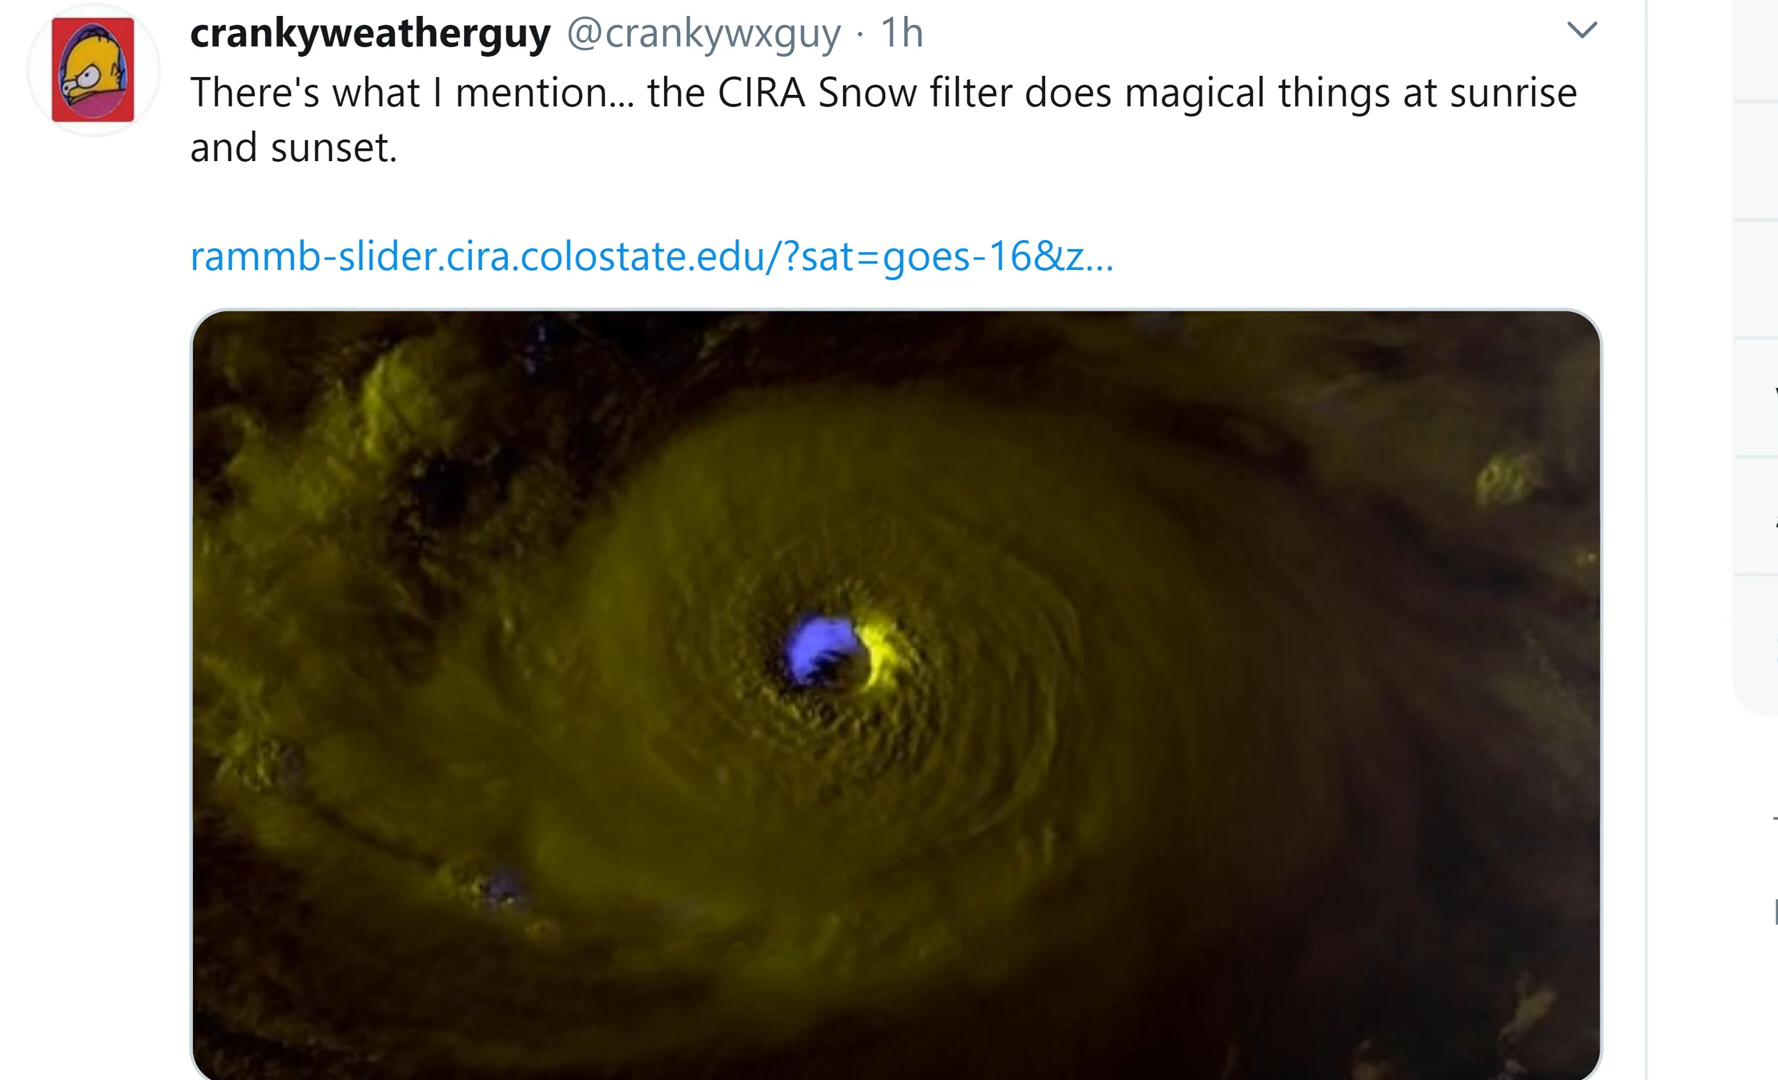 crankyweatherguy @crankywxguy · 1h
There's what I mention... the CIRA Snow filter does magical things at sunrise
and sunset.
rammb-slider.cira.colostate.edu/?sat=goes-16&z...